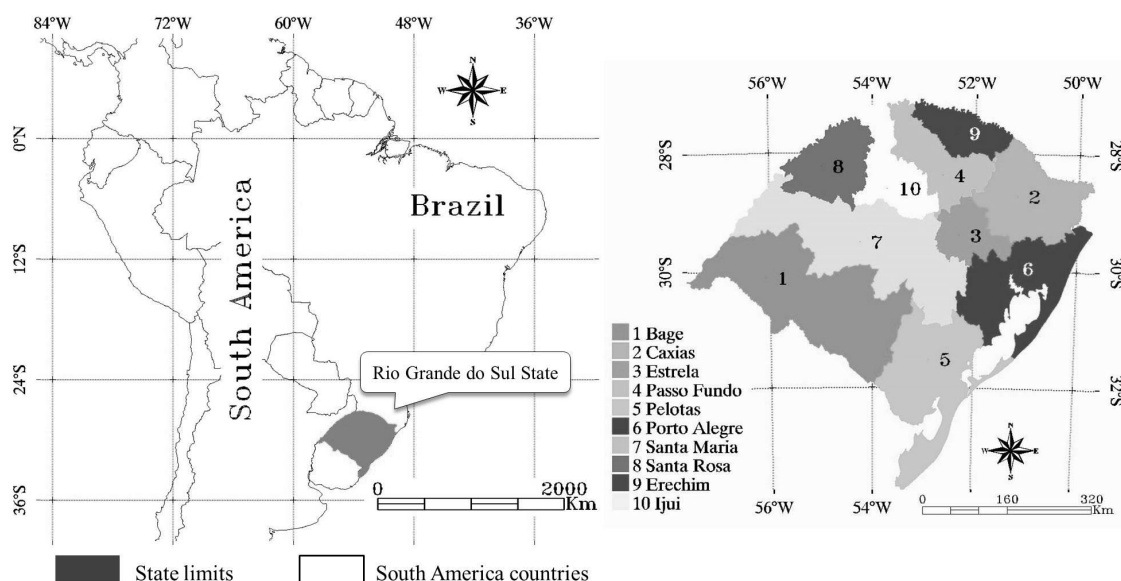 84°W 72°W 60°W 48°W 36°W
N
W E
S
0°N
12°S
24°S
36°S
Brazil
South America
Rio Grande do Sul State
0 2000
Km
State limits
South America countries
56°W 54°W 52°W 50°W
28°S 28°S
30°S 30°S
32°S
56°W 54°W 52°W
9
8
4
10
2
3
7
6
1
5
1 Bage
2 Caxias
3 Estrela
4 Passo Fundo
5 Pelotas
6 Porto Alegre
7 Santa Maria
8 Santa Rosa
9 Erechim
10 Ijui
N
W E
S
0 160 320
Km